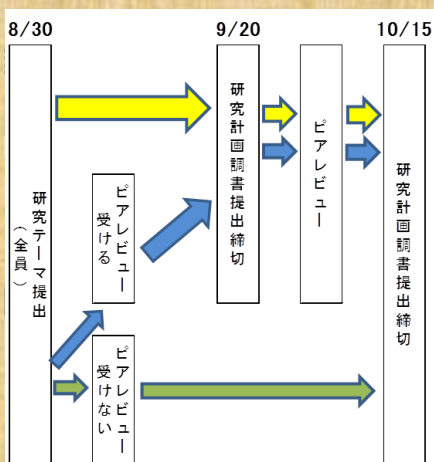 8/30
9/20
10/15
研究テーマ提出
（全員）
ピアレビュー
受ける
ピアレビュー
受けない
研究計画調書提出締切
ピアレビュー
研究計画調書提出締切